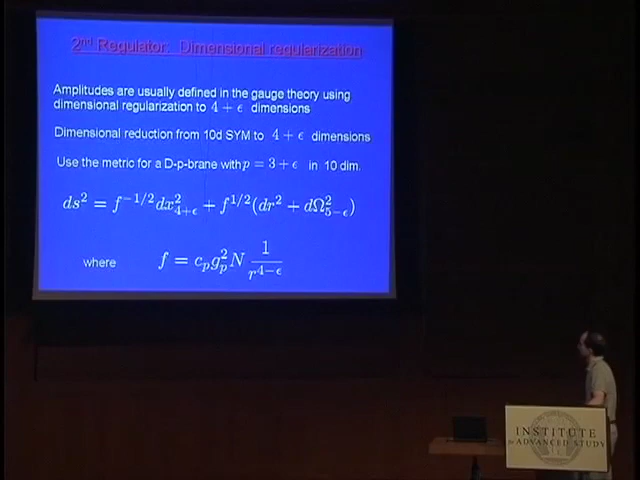 2nd Regulator: Dimensional regularization
Amplitudes are usually defined in the gauge theory using
dimensional regularization to 4 + ϵ dimensions
Dimensional reduction from 10d SYM to 4 + ϵ dimensions
Use the metric for a D-p-brane with p = 3 + ϵ in 10 dim.
ds² = f^{-1/2}dx²_{4+ϵ} + f^{1/2}(dr² + dΩ²_{5-ϵ})
where f = c_p g_p² N 1/r^{4-ϵ}
INSTITUTE
for ADVANCED STUDY